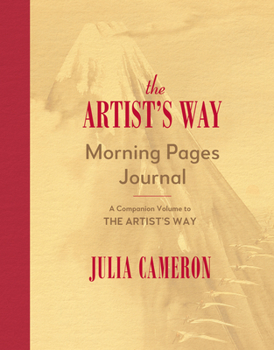 the
ARTIST'S WAY
Morning Pages
Journal
A Companion Volume to
THE ARTIST'S WAY
JULIA CAMERON